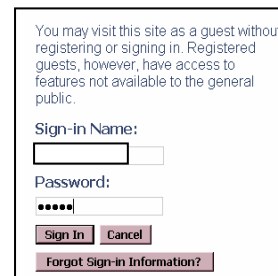 You may visit this site as a guest without
registering or signing in. Registered
guests, however, have access to
features not available to the general
public.
Sign-in Name:
Password:
•••••
Sign In Cancel
Forgot Sign-in Information?